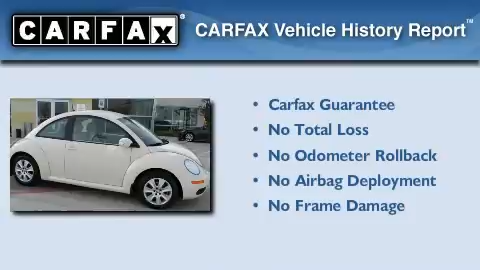 CARFAX® CARFAX Vehicle History Report™
• Carfax Guarantee
• No Total Loss
• No Odometer Rollback
• No Airbag Deployment
• No Frame Damage